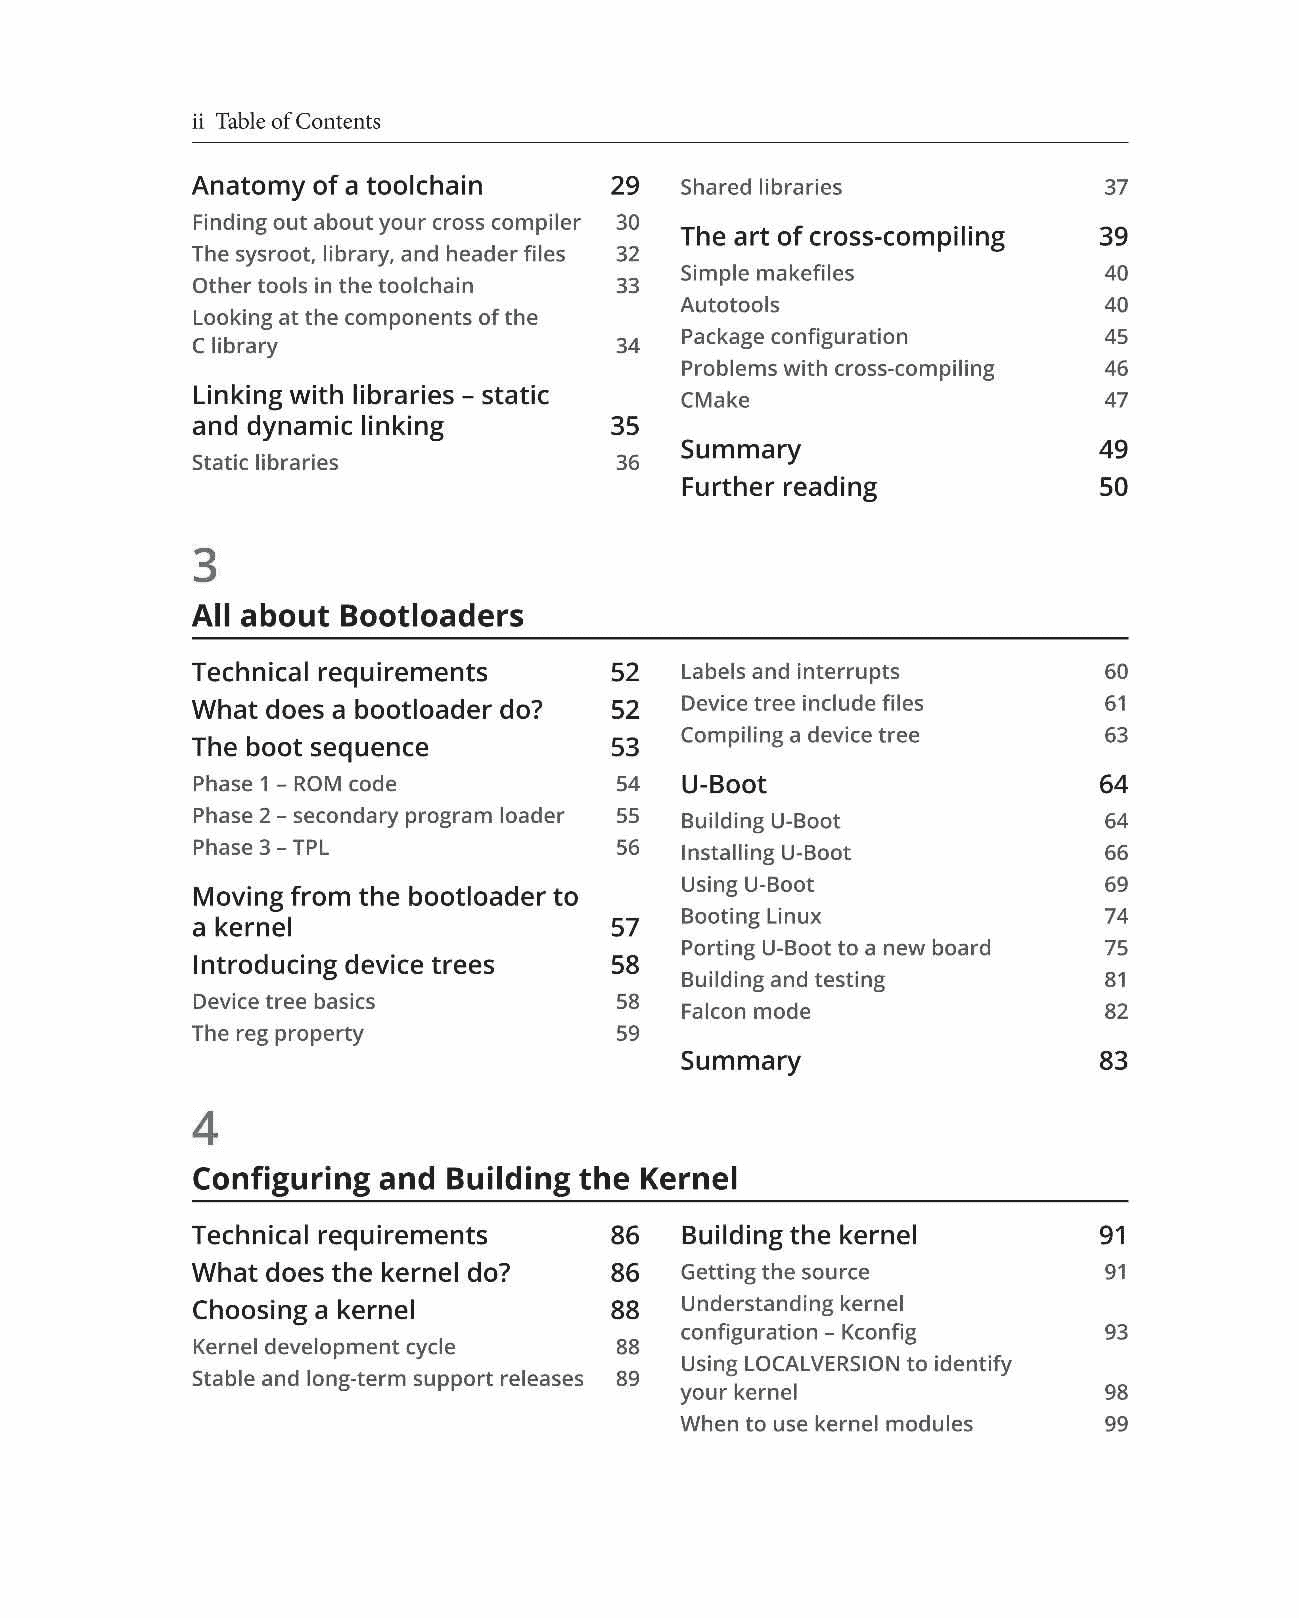 ii Table of Contents
Anatomy of a toolchain 29
Finding out about your cross compiler 30
The sysroot, library, and header files 32
Other tools in the toolchain 33
Looking at the components of the
C library 34
Linking with libraries – static
and dynamic linking 35
Static libraries 36
Shared libraries 37
The art of cross-compiling 39
Simple makefiles 40
Autotools 40
Package configuration 45
Problems with cross-compiling 46
CMake 47
Summary 49
Further reading 50
3
All about Bootloaders
Technical requirements 52
What does a bootloader do? 52
The boot sequence 53
Phase 1 – ROM code 54
Phase 2 – secondary program loader 55
Phase 3 – TPL 56
Moving from the bootloader to
a kernel 57
Introducing device trees 58
Device tree basics 58
The reg property 59
Labels and interrupts 60
Device tree include files 61
Compiling a device tree 63
U-Boot 64
Building U-Boot 64
Installing U-Boot 66
Using U-Boot 69
Booting Linux 74
Porting U-Boot to a new board 75
Building and testing 81
Falcon mode 82
Summary 83
4
Configuring and Building the Kernel
Technical requirements 86
What does the kernel do? 86
Choosing a kernel 88
Kernel development cycle 88
Stable and long-term support releases 89
Building the kernel 91
Getting the source 91
Understanding kernel
configuration – Kconfig 93
Using LOCALVERSION to identify
your kernel 98
When to use kernel modules 99